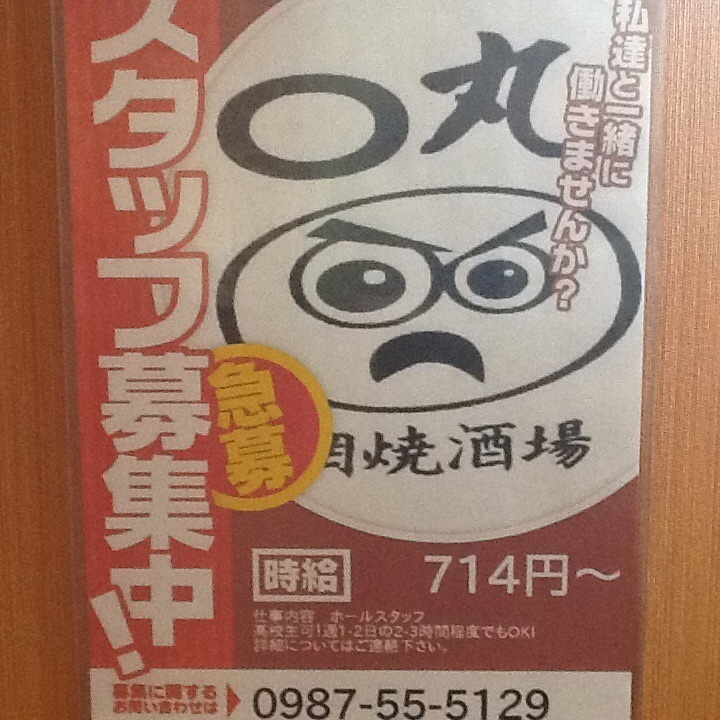 スタッフ募集中!
私達と一緒に
働きませんか?
〇丸
急募
目焼酒場
時給 714円～
仕事内容 ホールスタッフ
高校生可!週1-2日の2-3時間程度でもOK!
詳細についてはご連絡下さい。
募集に関する
お問い合わせは
0987-55-5129